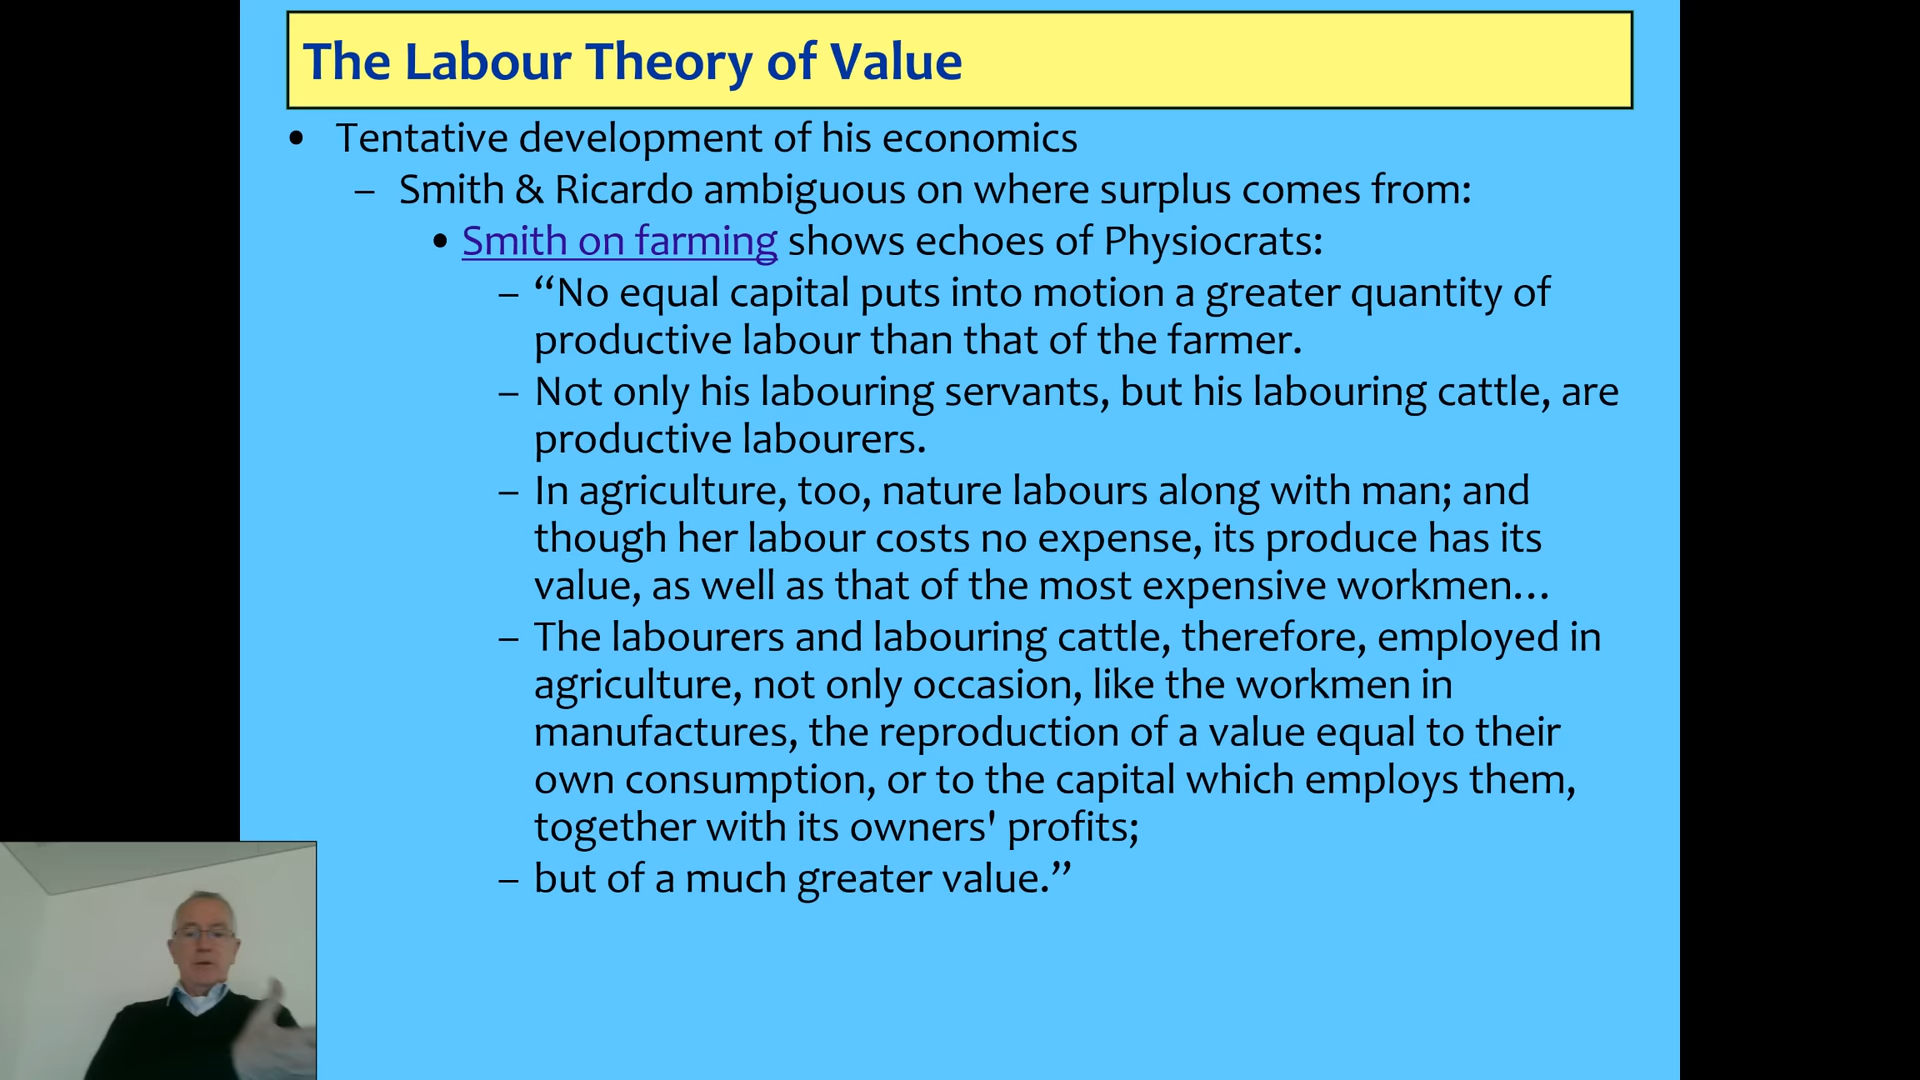 The Labour Theory of Value
• Tentative development of his economics
– Smith & Ricardo ambiguous on where surplus comes from:
• Smith on farming shows echoes of Physiocrats:
– “No equal capital puts into motion a greater quantity of
productive labour than that of the farmer.
– Not only his labouring servants, but his labouring cattle, are
productive labourers.
– In agriculture, too, nature labours along with man; and
though her labour costs no expense, its produce has its
value, as well as that of the most expensive workmen…
– The labourers and labouring cattle, therefore, employed in
agriculture, not only occasion, like the workmen in
manufactures, the reproduction of a value equal to their
own consumption, or to the capital which employs them,
together with its owners' profits;
– but of a much greater value.”